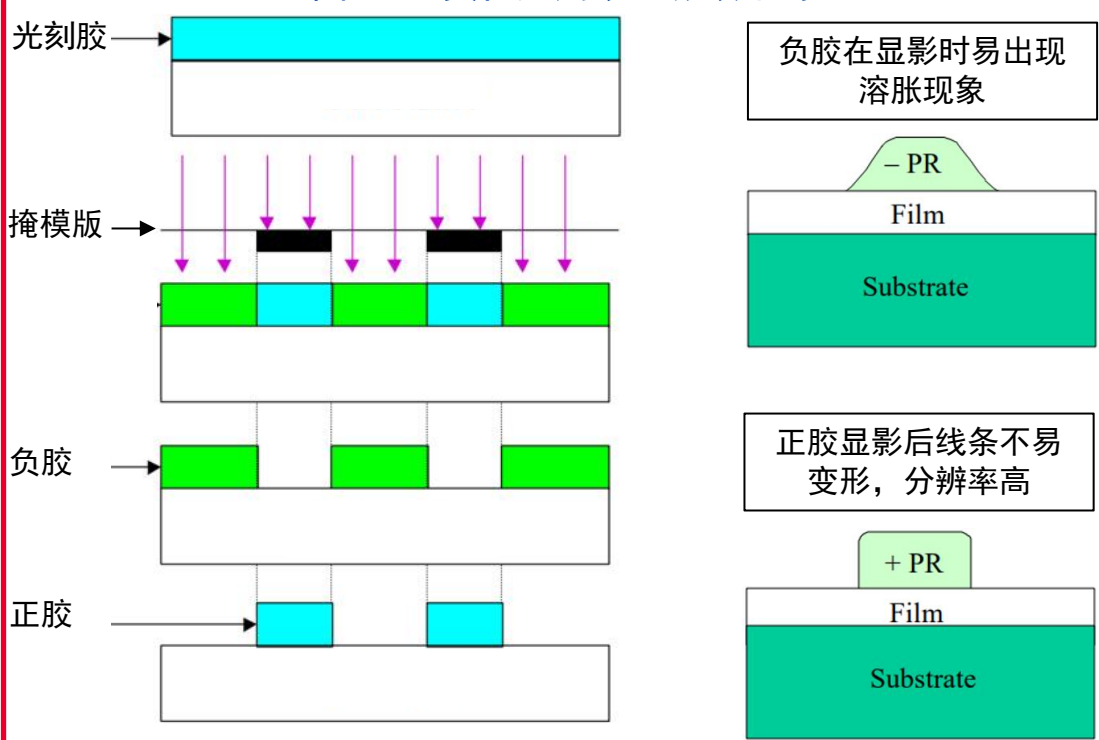 光刻胶
掩模版
负胶
正胶
负胶在显影时易出现
溶胀现象
– PR
Film
Substrate
正胶显影后线条不易
变形，分辨率高
+ PR
Film
Substrate